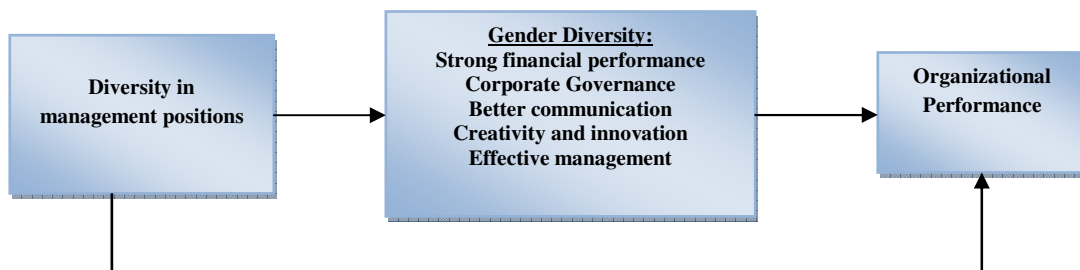 Diversity in
management positions
Gender Diversity:
Strong financial performance
Corporate Governance
Better communication
Creativity and innovation
Effective management
Organizational
Performance